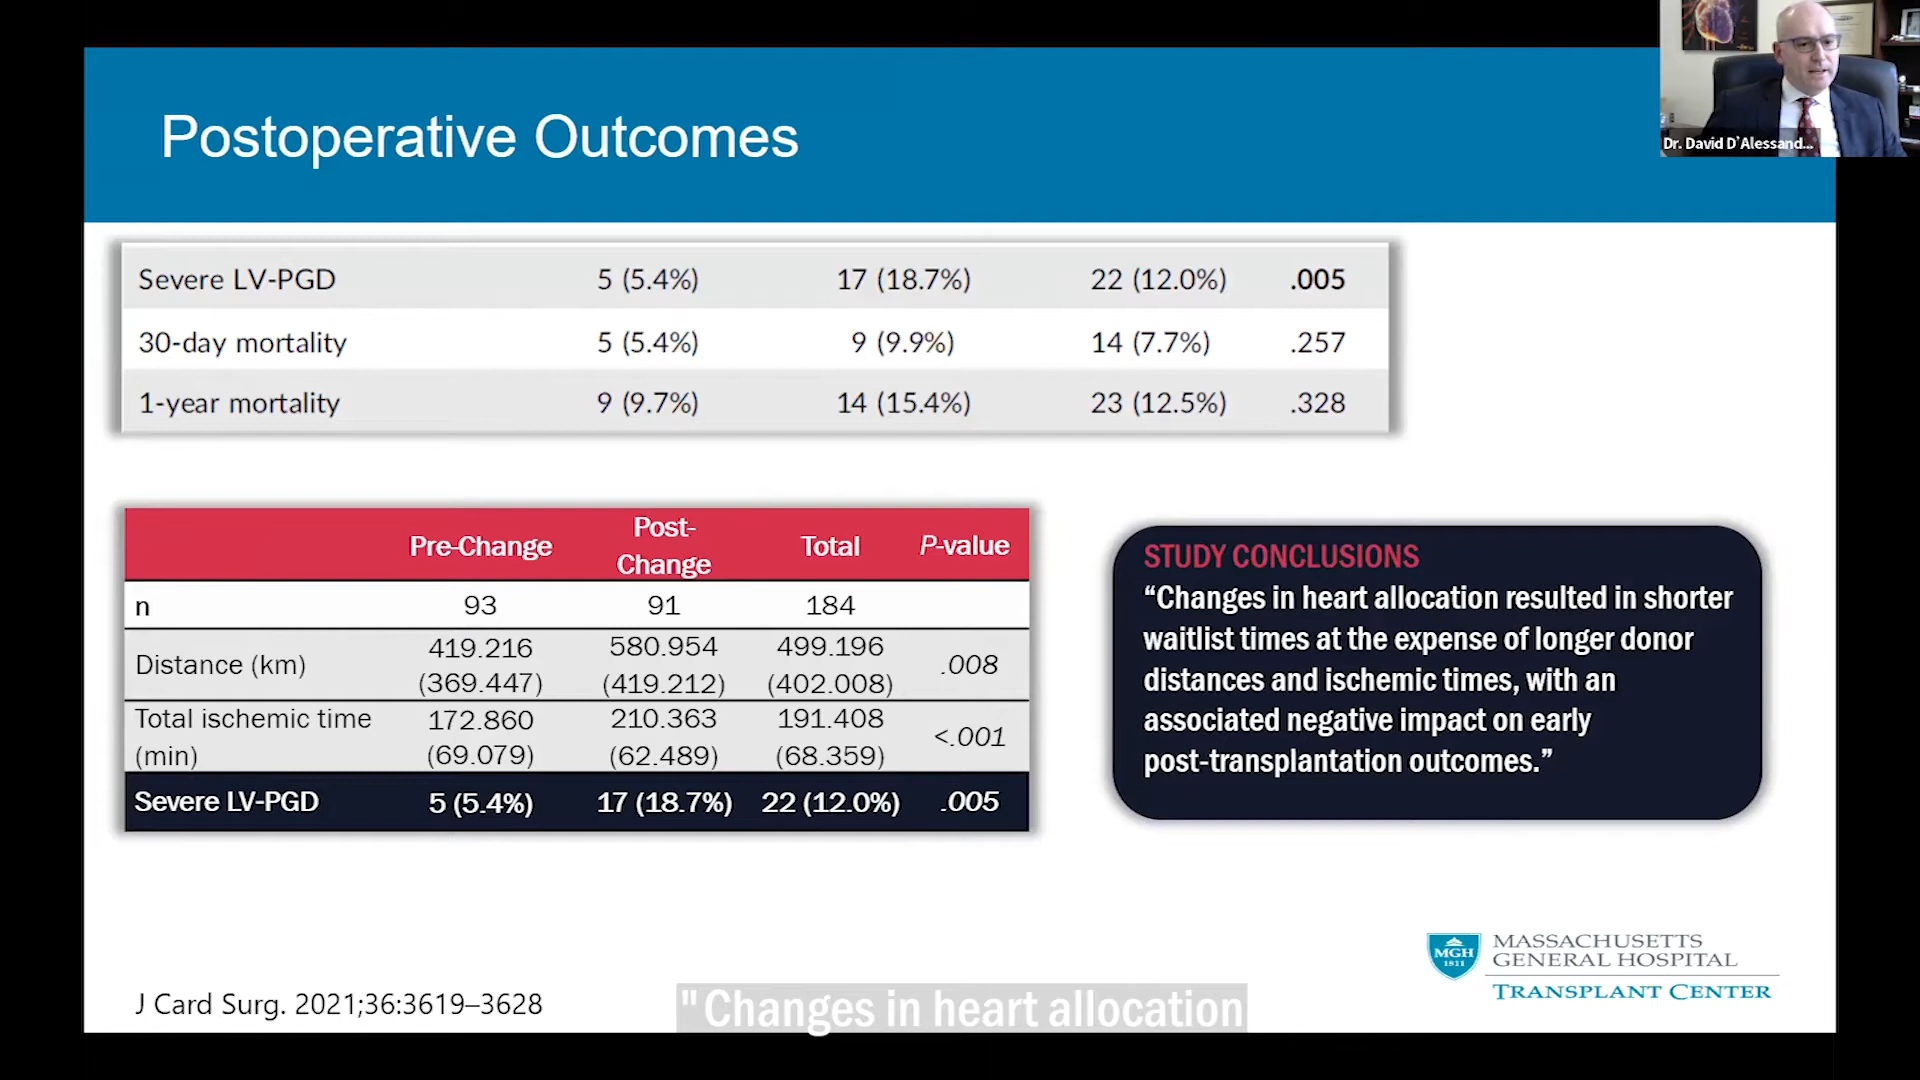 Postoperative Outcomes
Dr. David D'Alessand...
Severe LV-PGD 5 (5.4%) 17 (18.7%) 22 (12.0%) .005
30-day mortality 5 (5.4%) 9 (9.9%) 14 (7.7%) .257
1-year mortality 9 (9.7%) 14 (15.4%) 23 (12.5%) .328
Pre-Change Post-Change Total P-value
n 93 91 184
Distance (km) 419.216 (369.447) 580.954 (419.212) 499.196 (402.008) .008
Total ischemic time (min) 172.860 (69.079) 210.363 (62.489) 191.408 (68.359) <.001
Severe LV-PGD 5 (5.4%) 17 (18.7%) 22 (12.0%) .005
STUDY CONCLUSIONS
“Changes in heart allocation resulted in shorter
waitlist times at the expense of longer donor
distances and ischemic times, with an
associated negative impact on early
post-transplantation outcomes.”
MGH
1811
MASSACHUSETTS
GENERAL HOSPITAL
TRANSPLANT CENTER
J Card Surg. 2021;36:3619–3628
"Changes in heart allocation